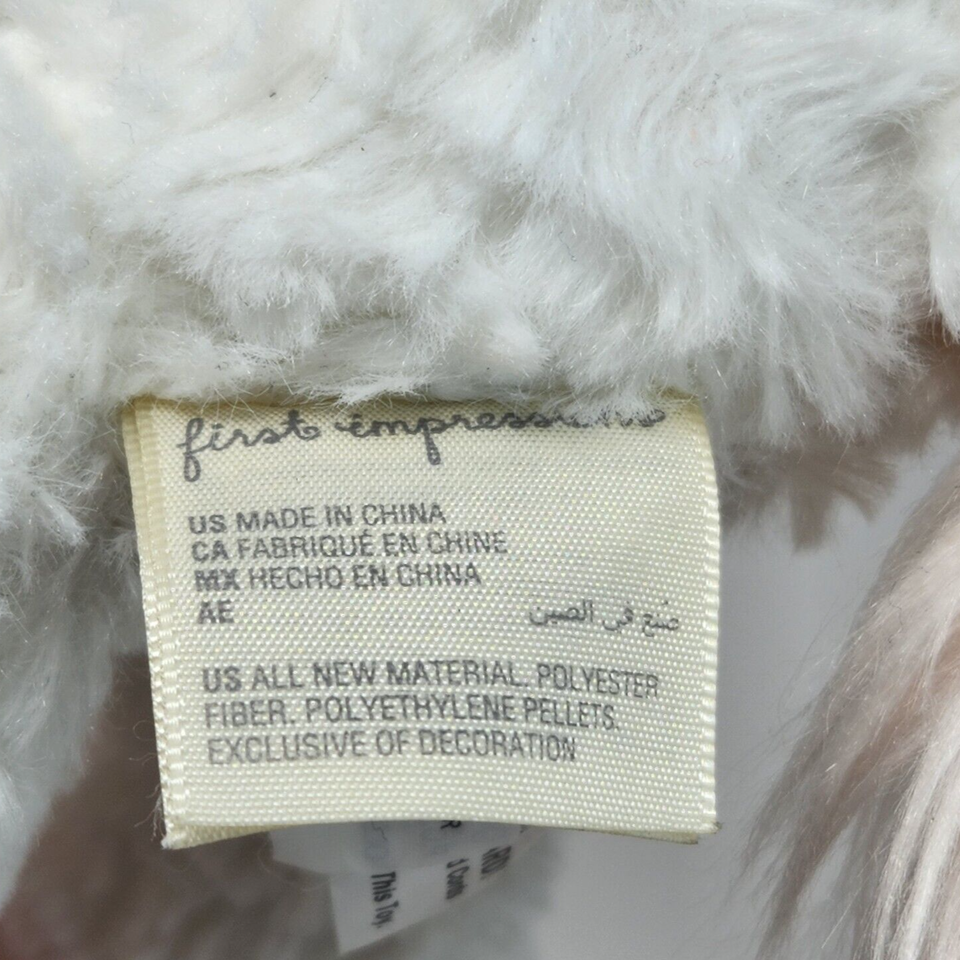 first impressions
US MADE IN CHINA
CA FABRIQUÉ EN CHINE
MX HECHO EN CHINA
AE صنع في الصين
US ALL NEW MATERIAL. POLYESTER
FIBER. POLYETHYLENE PELLETS.
EXCLUSIVE OF DECORATION
This Toy,